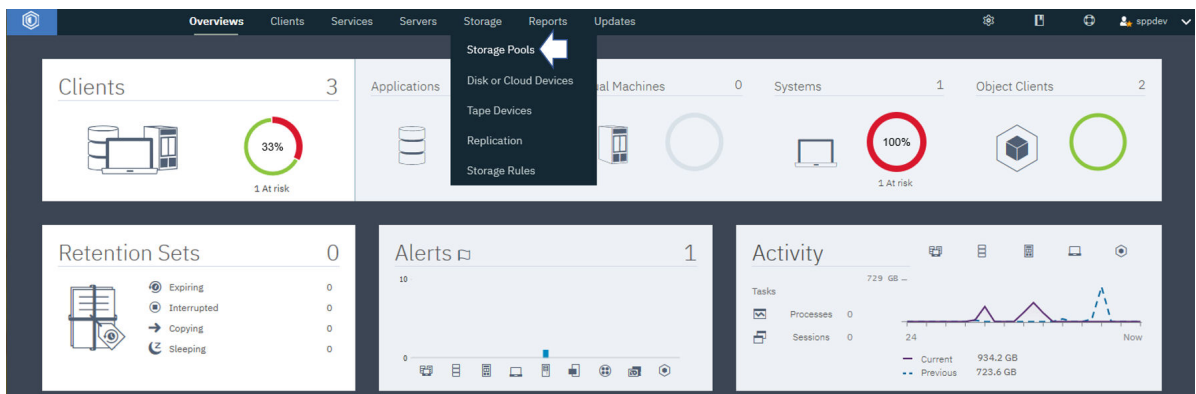 Overviews Clients Services Servers Storage Reports Updates sppdev
Storage Pools
Disk or Cloud Devices
Tape Devices
Replication
Storage Rules
Clients 3
33%
1 At risk
Applications
ual Machines 0
Systems 1
100%
1 At risk
Object Clients 2
Retention Sets 0
Expiring 0
Interrupted 0
Copying 0
Sleeping 0
Alerts 1
10
0
Activity
729 GB
Tasks
Processes 0
Sessions 0
24 Now
Current 934.2 GB
Previous 723.6 GB